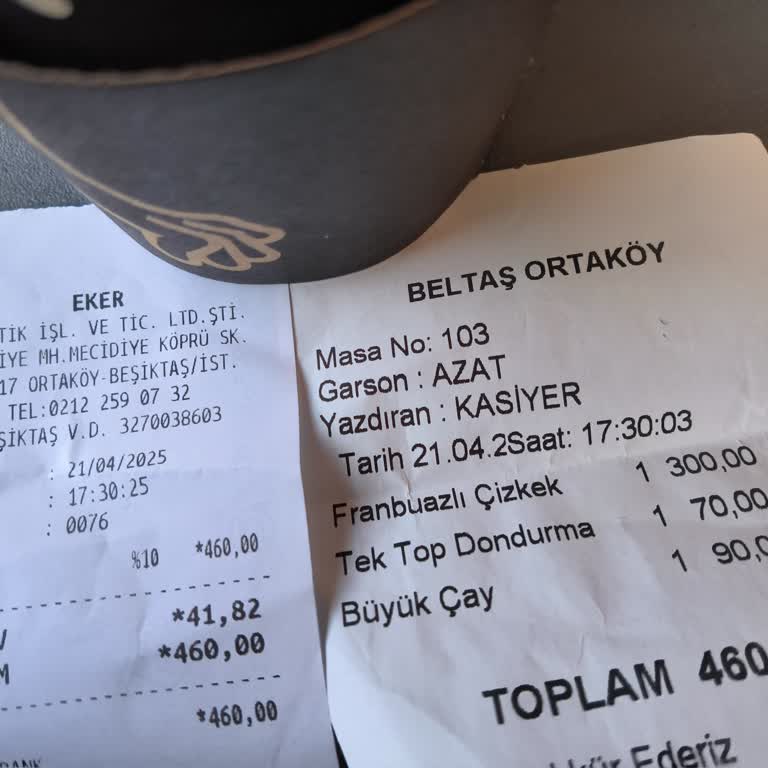 EKER
TİK İŞL. VE TİC. LTD.ŞTİ.
İYE MH.MECİDİYE KÖPRÜ SK.
17 ORTAKÖY-BEŞİKTAŞ/İST.
TEL:0212 259 07 32
ŞİKTAŞ V.D. 3270038603
: 21/04/2025
: 17:30:25
: 0076
%10 *460,00
*41,82
M *460,00
*460,00
BANK
BELTAŞ ORTAKÖY
Masa No: 103
Garson : AZAT
Yazdıran : KASİYER
Tarih 21.04.2Saat: 17:30:03
Franbuazlı Çizkek 1 300,00
Tek Top Dondurma 1 70,00
Büyük Çay 1 90,0
TOPLAM 460
Ederiz